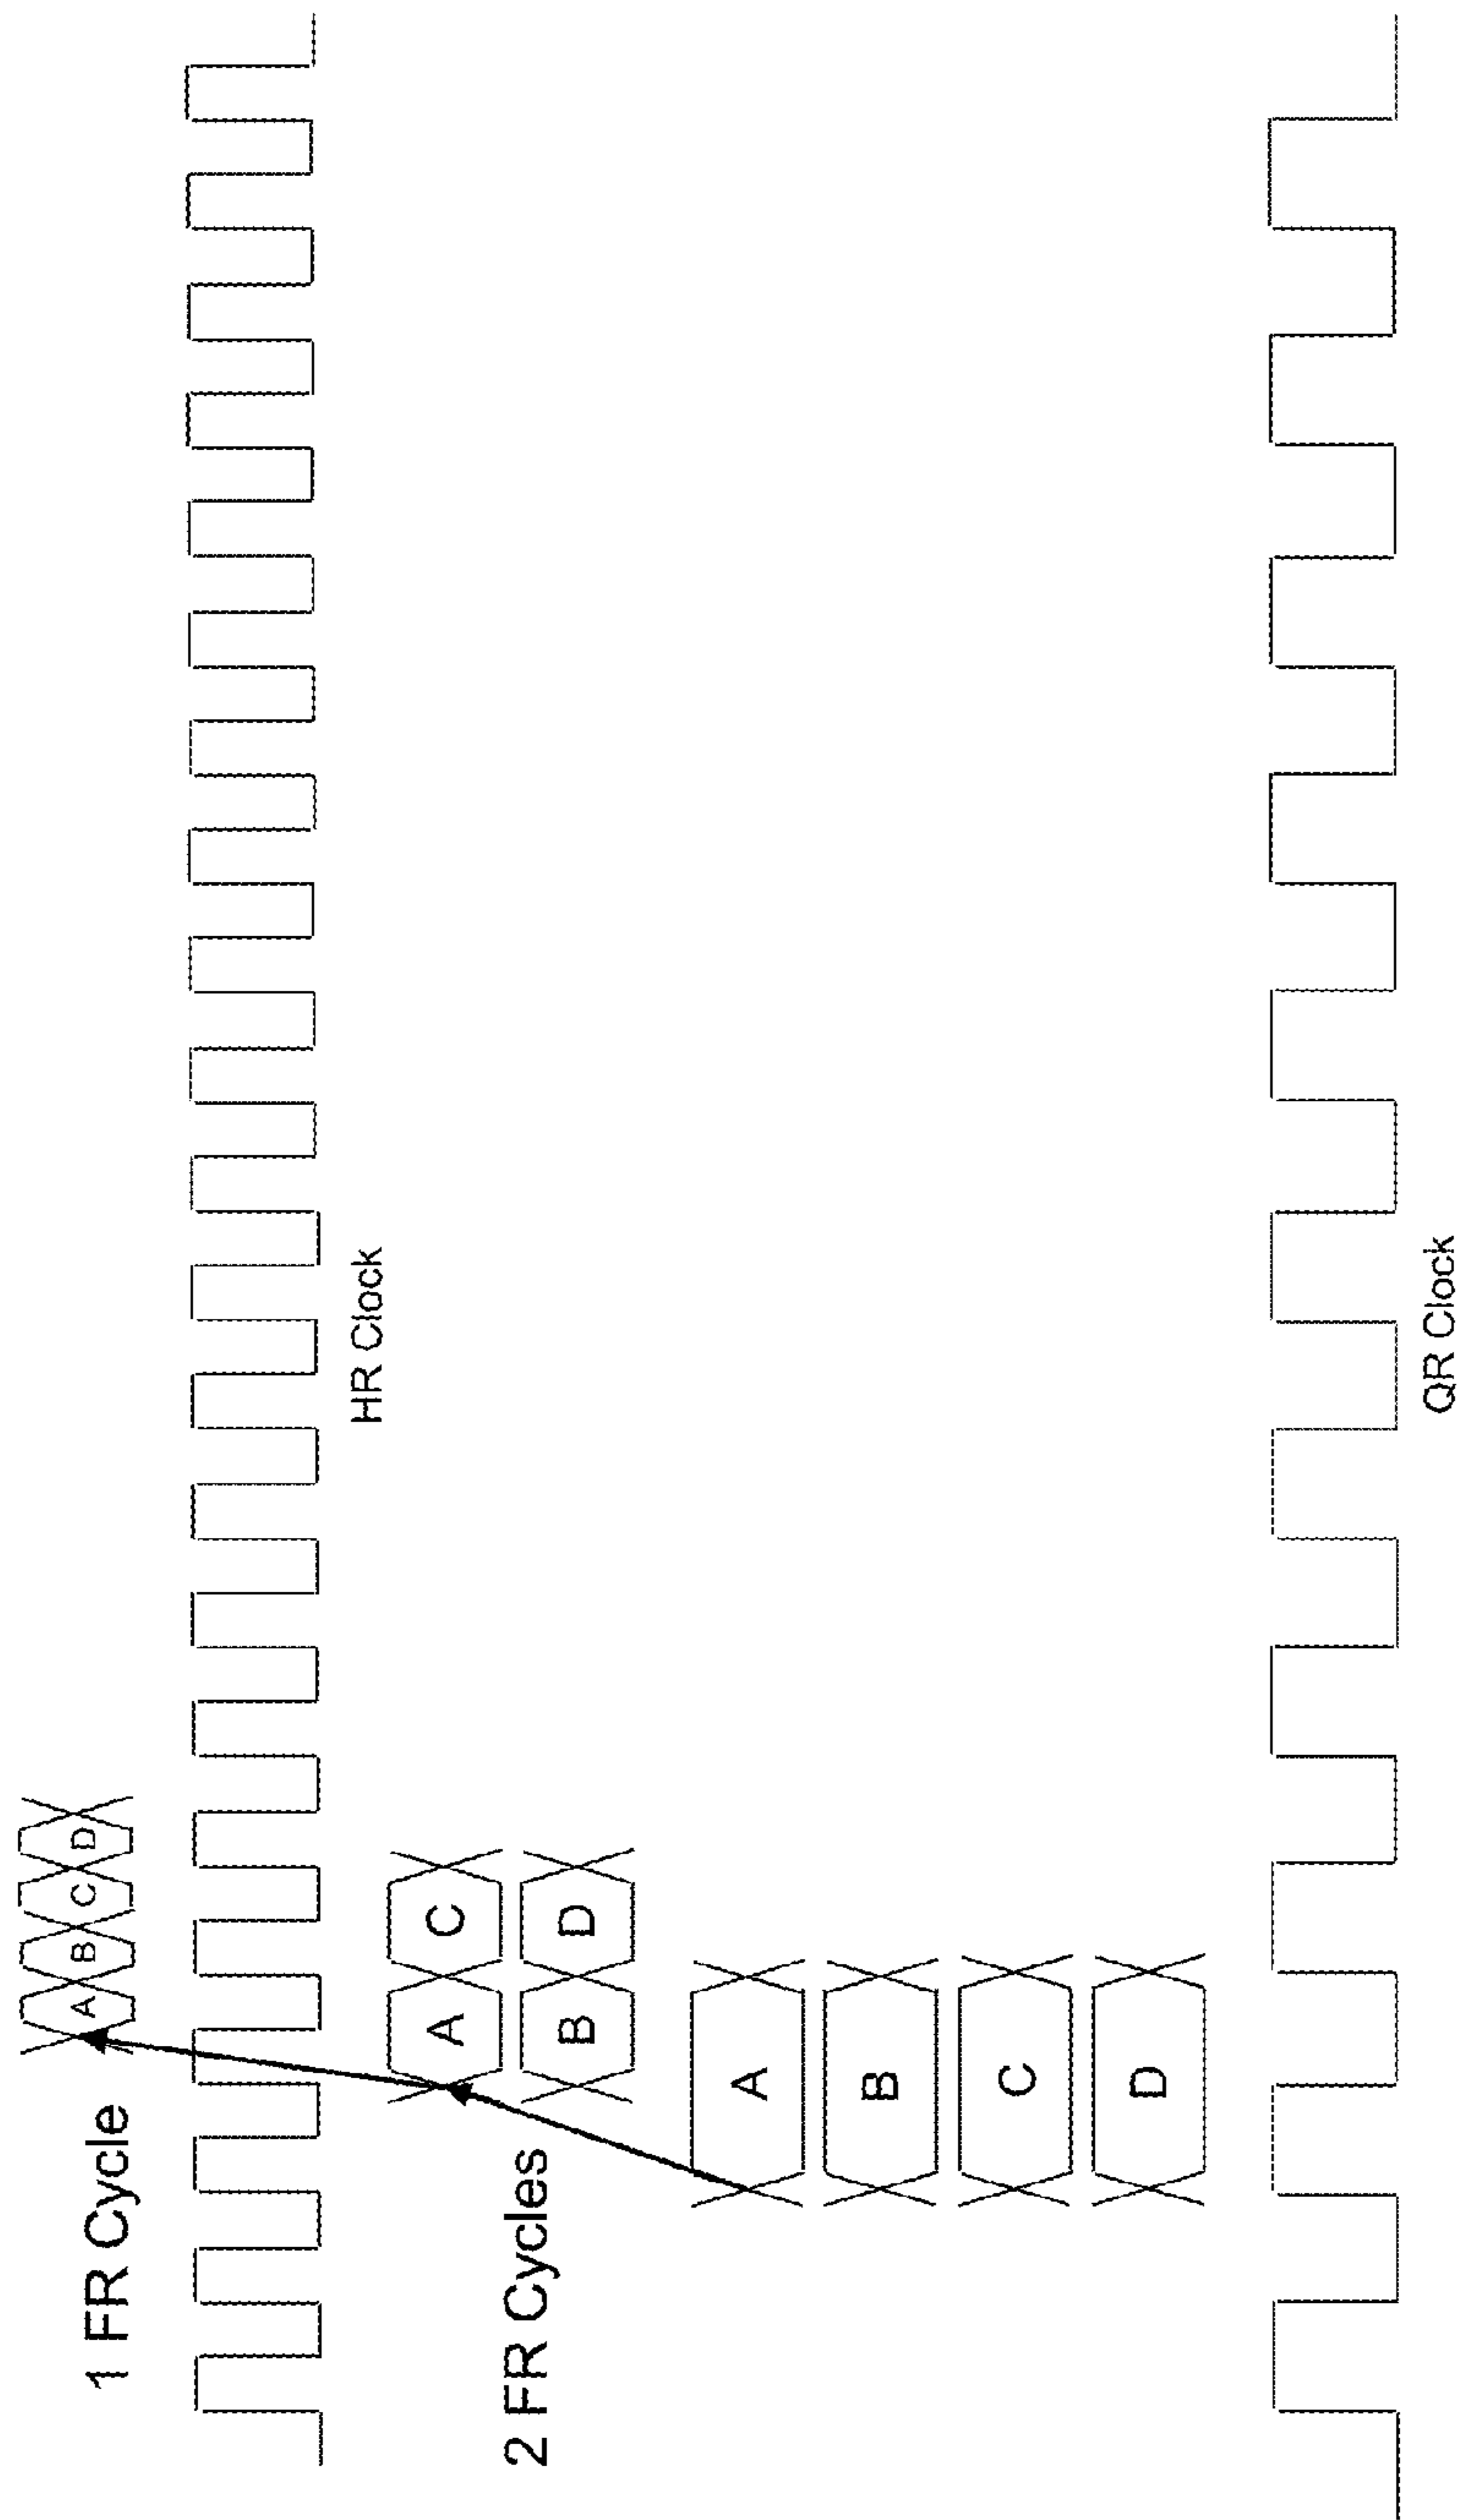 1 FR Cycle
A B C D
HR Clock
2 FR Cycles
A C
B D
A
B
C
D
QR Clock